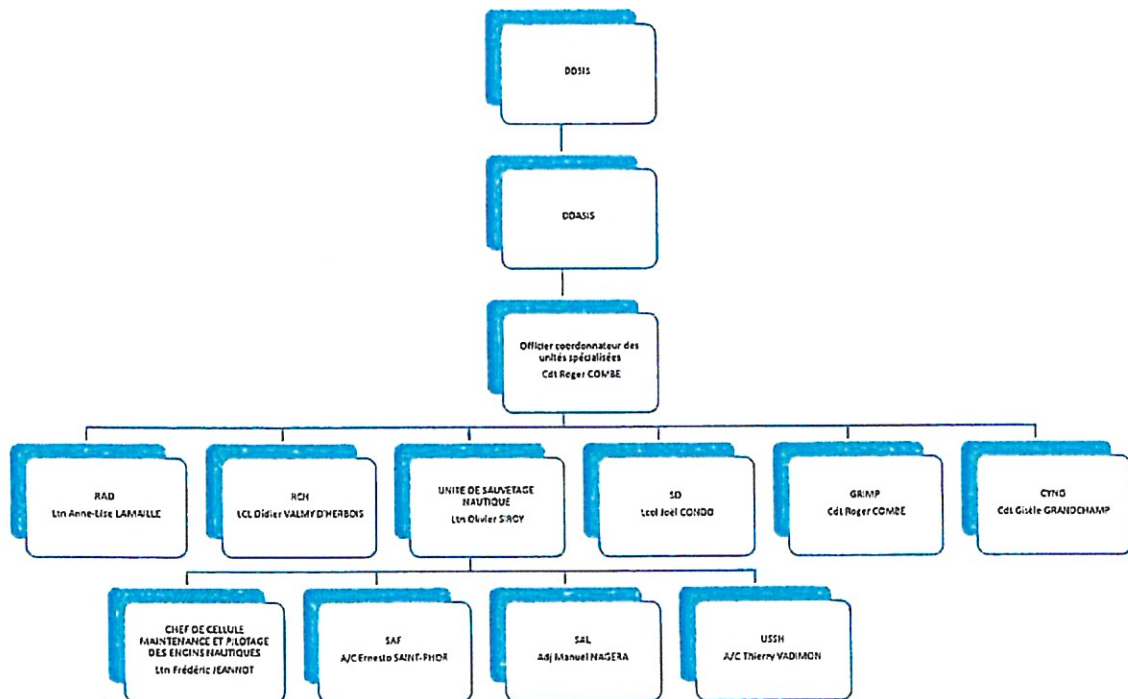 DDSIS
DDASIS
Officier coordonnateur des
unités spécialisées
Cdt Roger COMBE
RAD
Ltn Anne-Lise LAMAILLE
RCH
LCL Didier VALMY D'HERBOIS
UNITE DE SAUVETAGE
NAUTIQUE
Ltn Olivier SIROY
SD
Lcol Joël CONDO
GRIMP
Cdt Roger COMBE
CYNO
Cdt Gisèle GRANDCHAMP
CHEF DE CELLULE
MAINTENANCE ET PILOTAGE
DES ENGINS NAUTIQUES
Ltn Frédéric JEANNOT
SAF
A/C Ernesto SAINT-PHOR
SAL
Adj Manuel NAGERA
USSH
A/C Thierry VADIMON